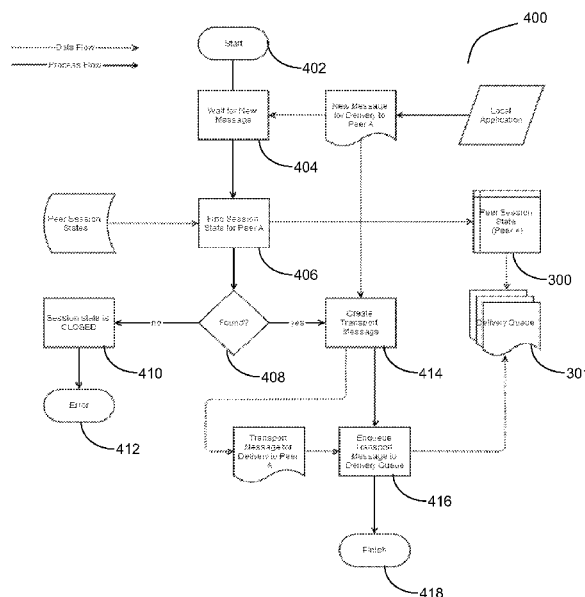 400
Data Flow
Process Flow
Start
402
Wait for New
Message
404
New Message
for Delivery to
Peer A
Local
Application
Peer Session
States
Find Session
State for Peer A
406
Peer Session
State
(Peer A)
300
Session state is
CLOSED
410
no
Found?
408
yes
Create
Transport
Message
414
Delivery Queue
301
Error
412
Transport
Message for
Delivery to Peer
A
Enqueue
Transport
Message to
Delivery Queue
416
Finish
418